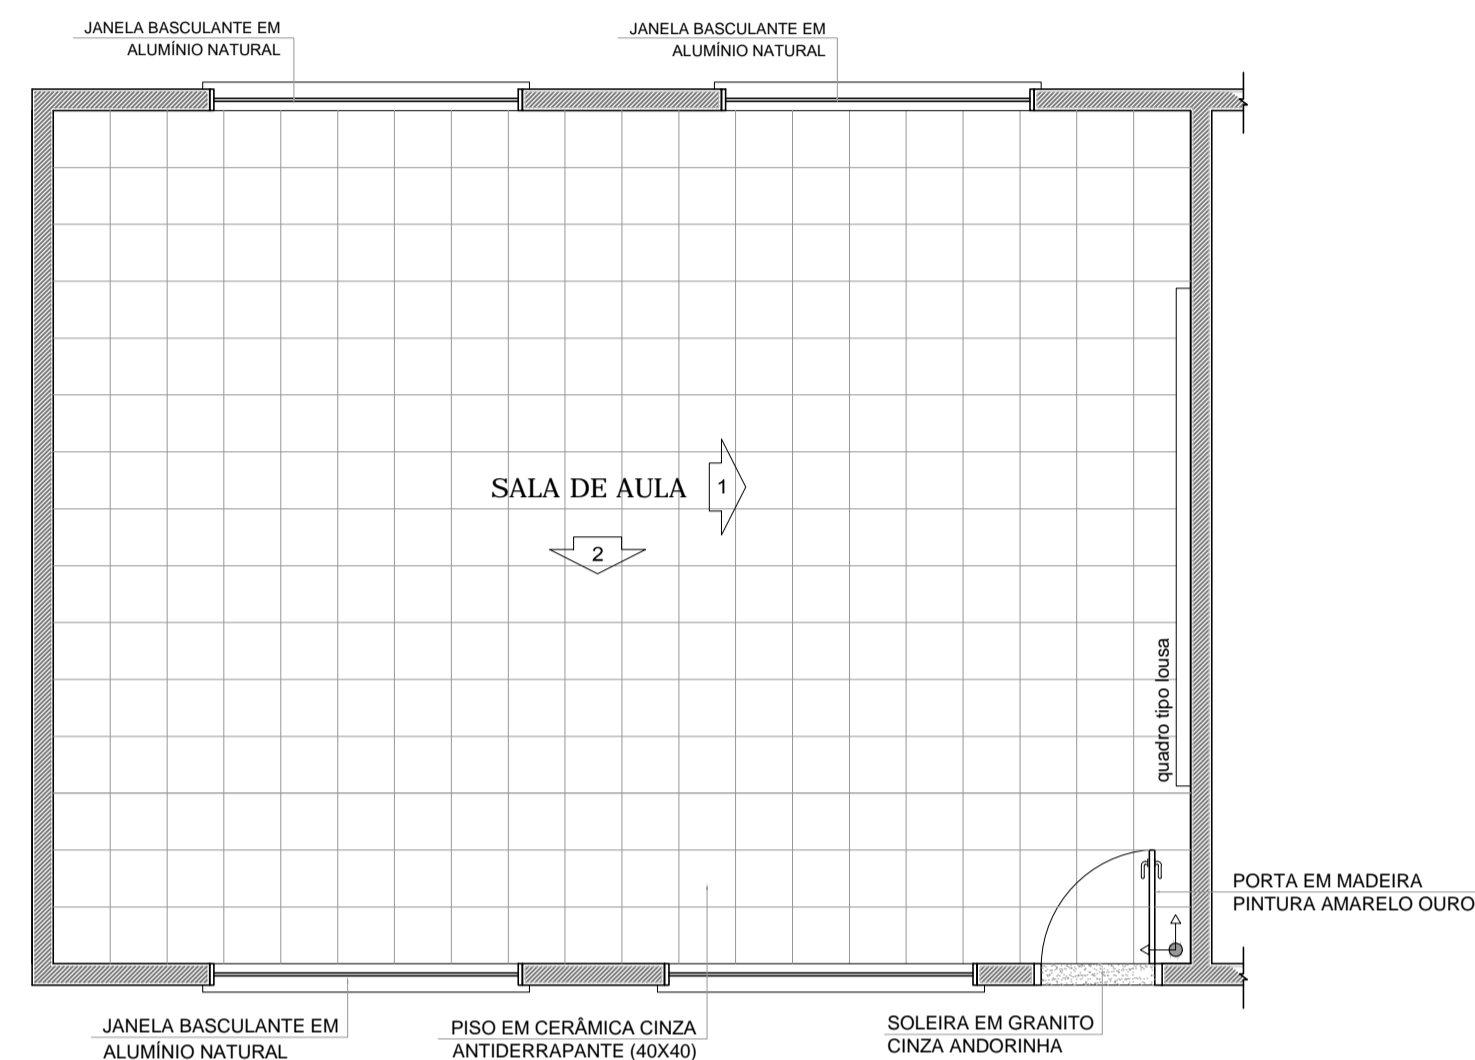 JANELA BASCULANTE EM
ALUMÍNIO NATURAL
JANELA BASCULANTE EM
ALUMÍNIO NATURAL
SALA DE AULA
1
2
quadro tipo lousa
PORTA EM MADEIRA
PINTURA AMARELO OURO
JANELA BASCULANTE EM
ALUMÍNIO NATURAL
PISO EM CERÂMICA CINZA
ANTIDERRAPANTE (40X40)
SOLEIRA EM GRANITO
CINZA ANDORINHA